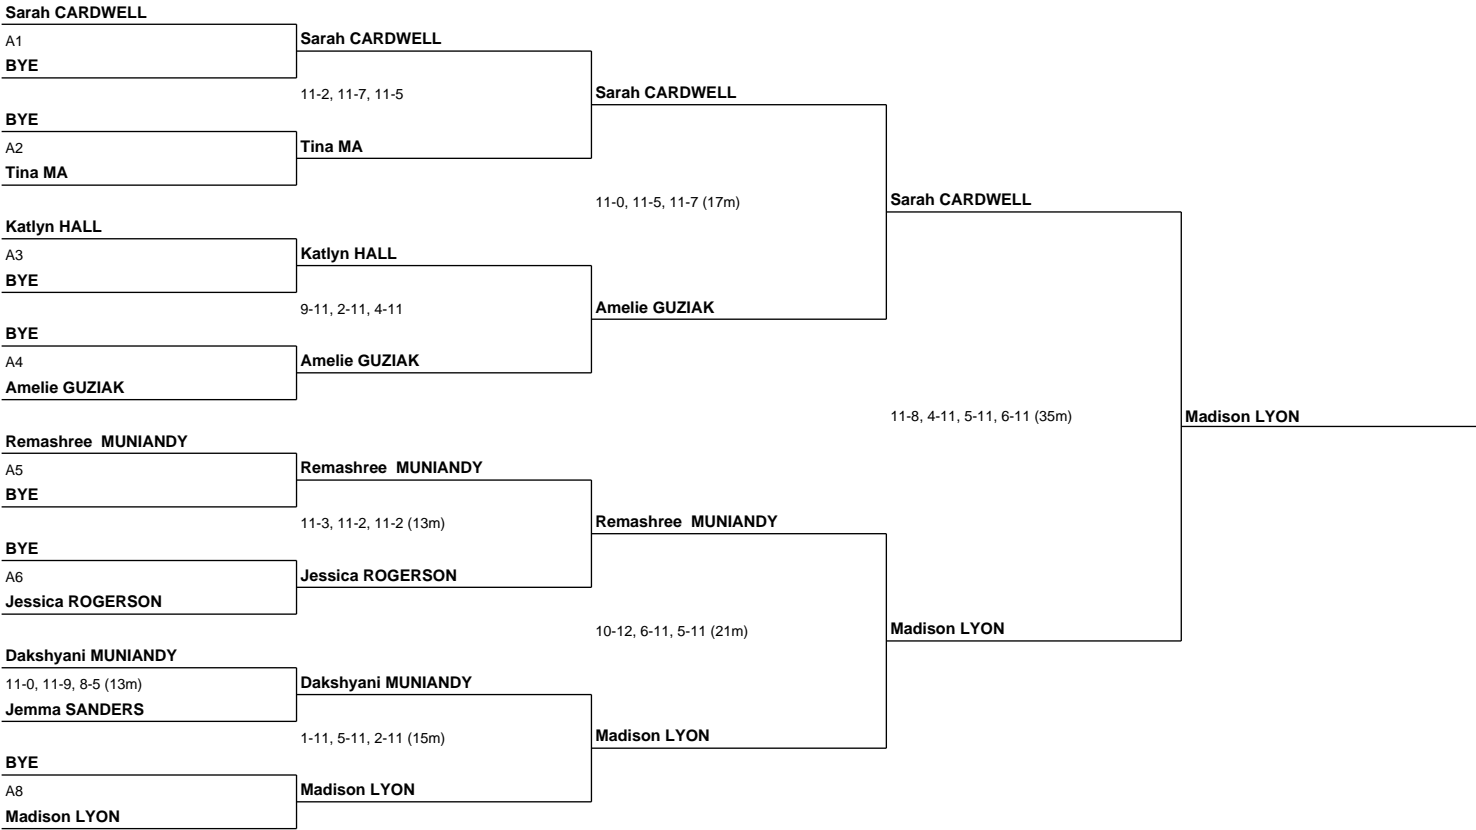 Sarah CARDWELL
A1
BYE
BYE
A2
Tina MA
Katlyn HALL
A3
BYE
BYE
A4
Amelie GUZIAK
Remashree  MUNIANDY
A5
BYE
BYE
A6
Jessica ROGERSON
Dakshyani MUNIANDY
11-0, 11-9, 8-5 (13m)
Jemma SANDERS
BYE
A8
Madison LYON
Sarah CARDWELL
11-2, 11-7, 11-5
Tina MA
Katlyn HALL
9-11, 2-11, 4-11
Amelie GUZIAK
Remashree  MUNIANDY
11-3, 11-2, 11-2 (13m)
Jessica ROGERSON
Dakshyani MUNIANDY
1-11, 5-11, 2-11 (15m)
Madison LYON
Sarah CARDWELL
11-0, 11-5, 11-7 (17m)
Amelie GUZIAK
Remashree  MUNIANDY
10-12, 6-11, 5-11 (21m)
Madison LYON
Sarah CARDWELL
11-8, 4-11, 5-11, 6-11 (35m)
Madison LYON
Madison LYON